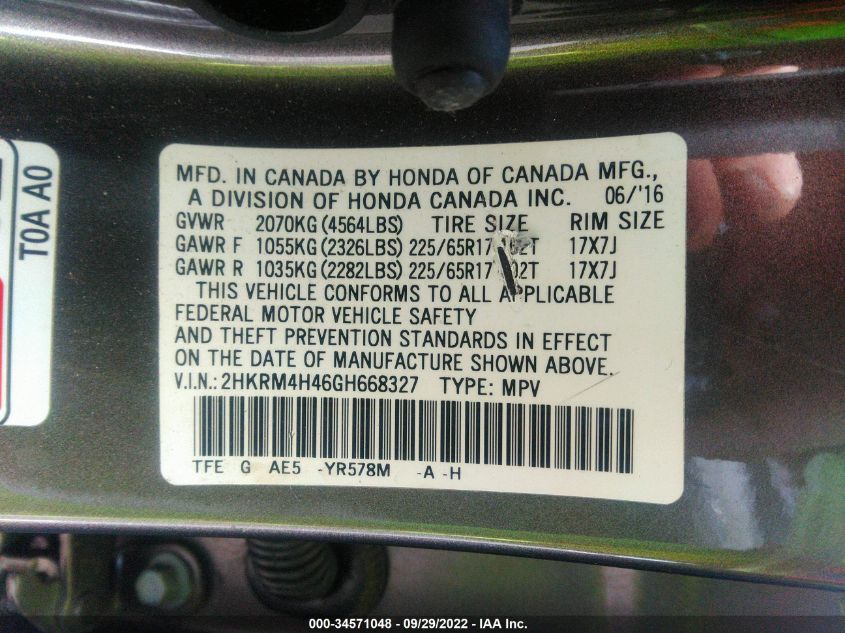 MFD. IN CANADA BY HONDA OF CANADA MFG.,
A DIVISION OF HONDA CANADA INC. 06/'16
GVWR 2070KG (4564LBS) TIRE SIZE RIM SIZE
GAWR F 1055KG (2326LBS) 225/65R17 102T 17X7J
GAWR R 1035KG (2282LBS) 225/65R17 102T 17X7J
THIS VEHICLE CONFORMS TO ALL APPLICABLE
FEDERAL MOTOR VEHICLE SAFETY
AND THEFT PREVENTION STANDARDS IN EFFECT
ON THE DATE OF MANUFACTURE SHOWN ABOVE.
V.I.N.: 2HKRM4H46GH668327 TYPE: MPV
TFE G AE5 -YR578M -A -H
T0A A0
000-34571048 - 09/29/2022 - IAA Inc.